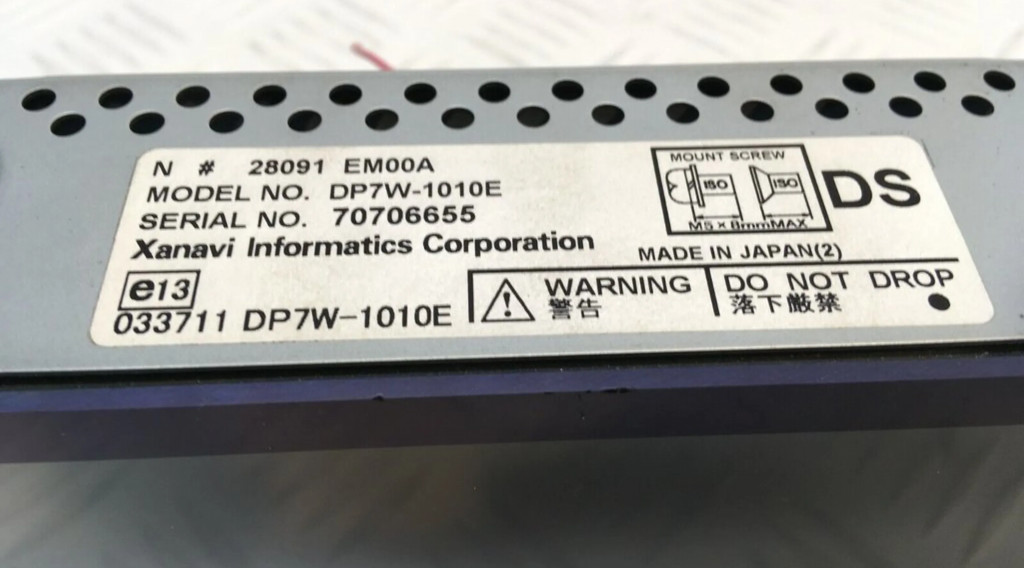 N # 28091 EM00A
MODEL NO. DP7W-1010E
SERIAL NO. 70706655
Xanavi Informatics Corporation
MOUNT SCREW
ISO ISO
M5×8mmMAX
DS
MADE IN JAPAN(2)
e13
033711 DP7W-1010E
WARNING
警告
DO NOT DROP
落下厳禁